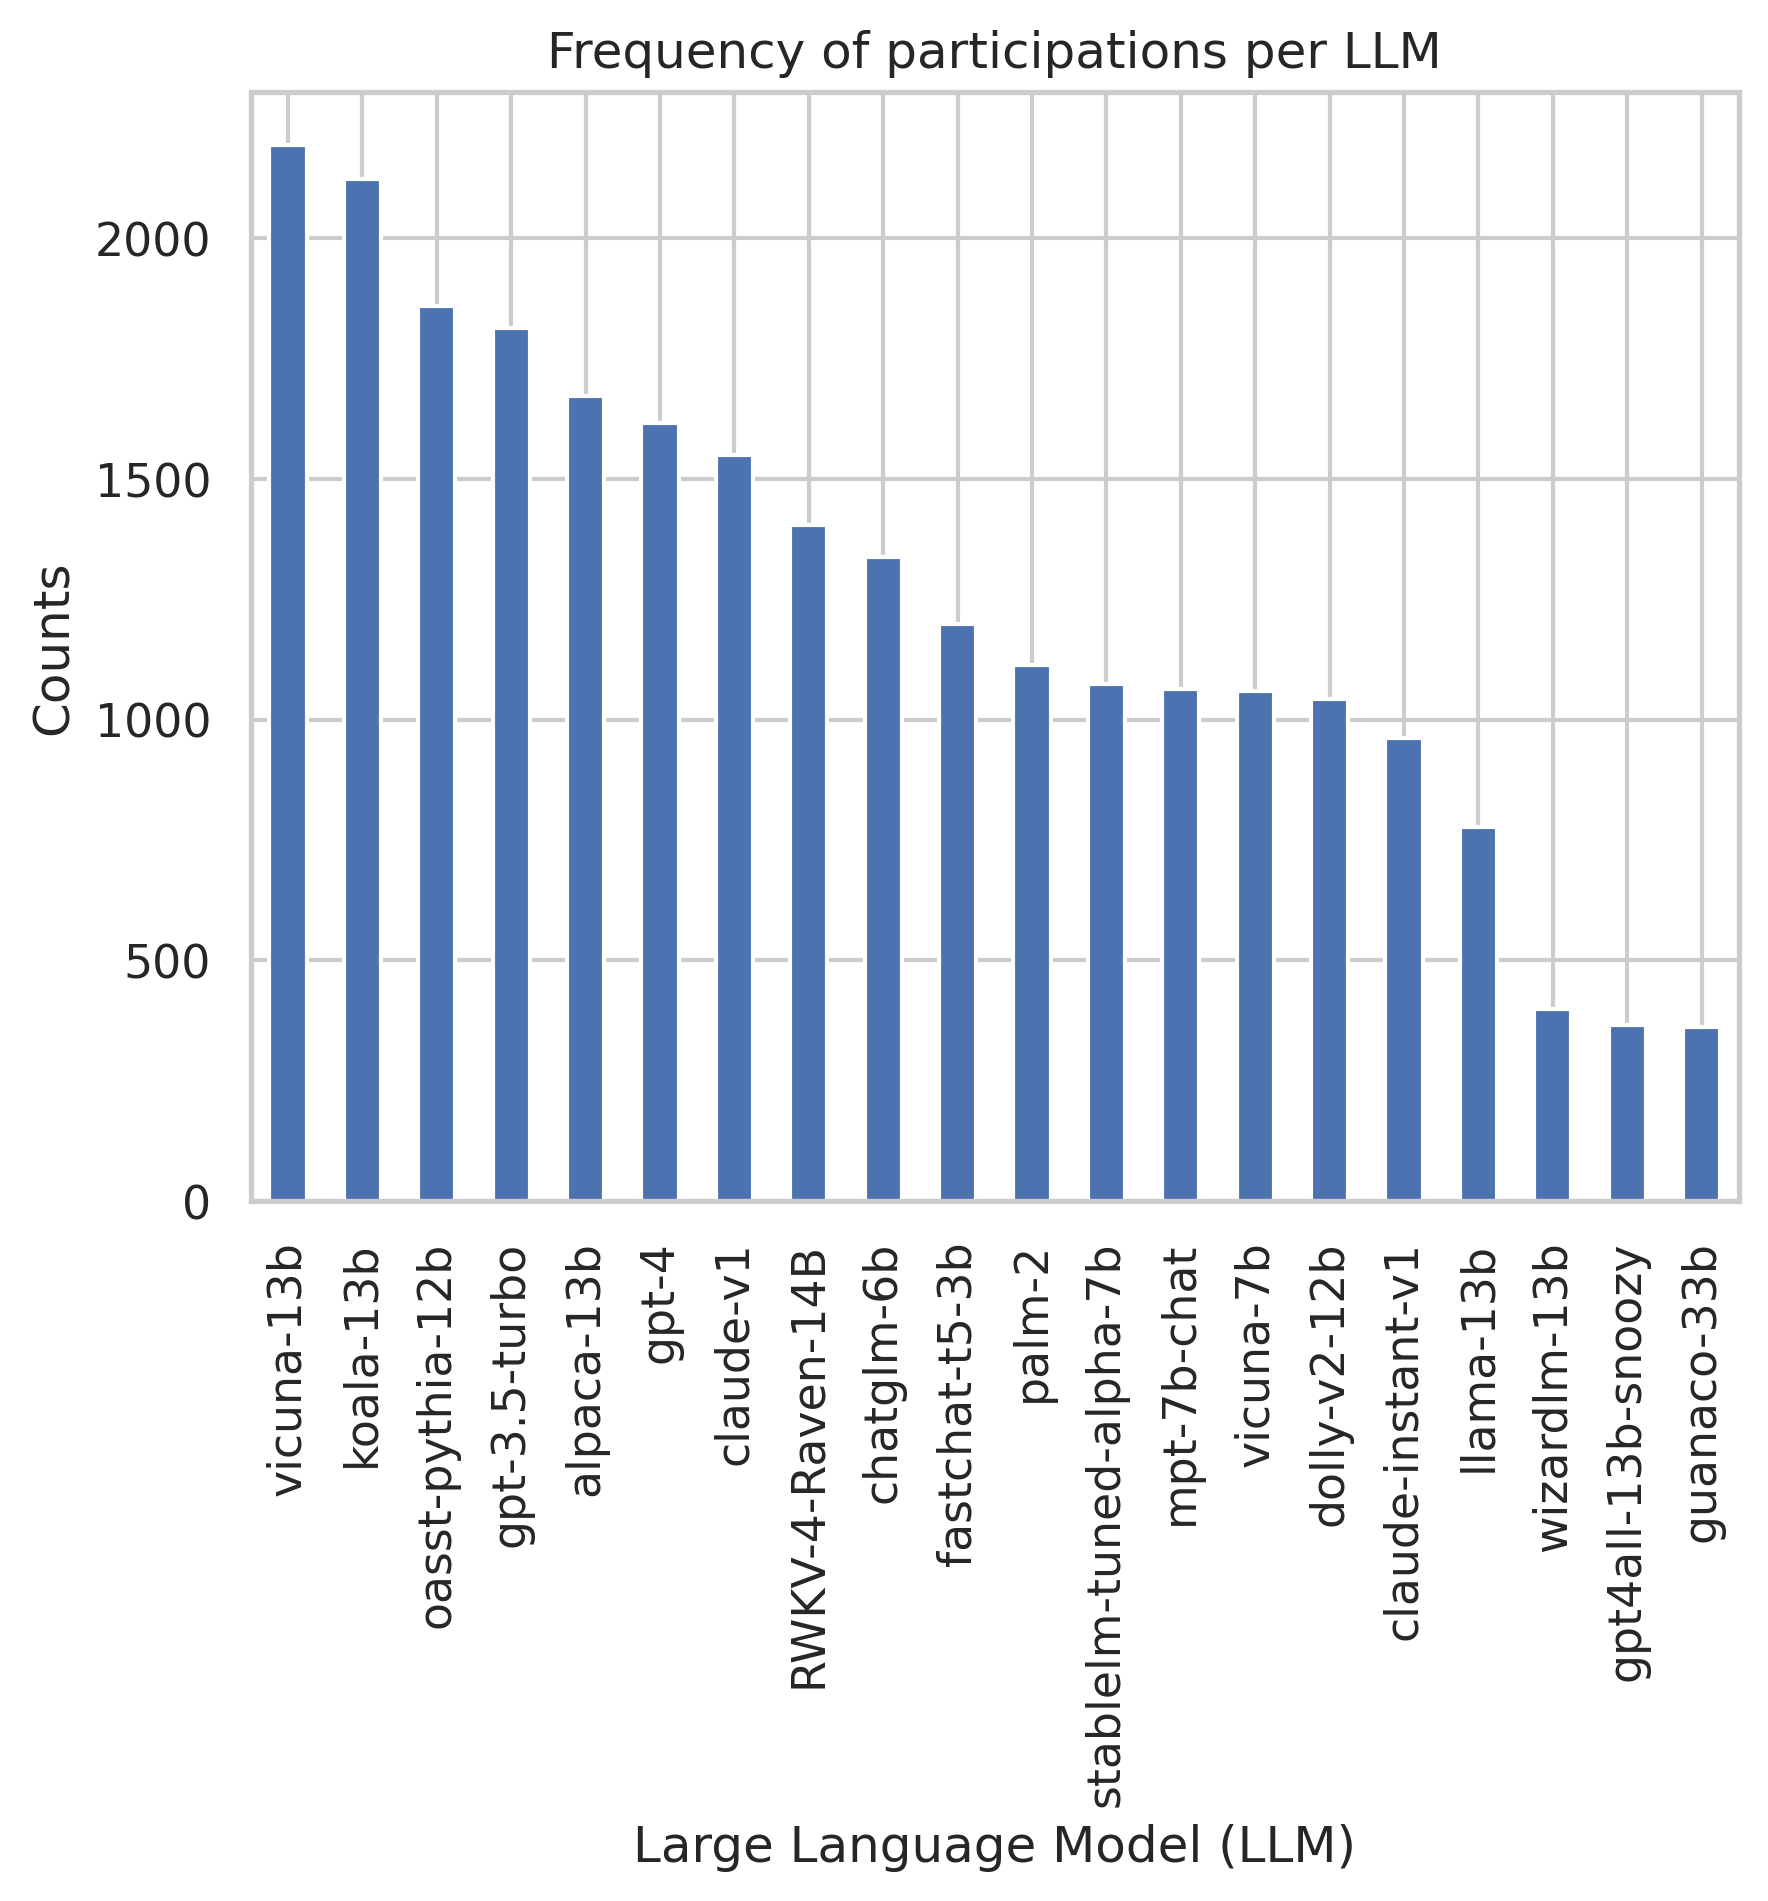 Frequency of participations per LLM
Counts
2000
1500
1000
500
0
vicuna-13b
koala-13b
oasst-pythia-12b
gpt-3.5-turbo
alpaca-13b
gpt-4
claude-v1
RWKV-4-Raven-14B
chatglm-6b
fastchat-t5-3b
palm-2
stablelm-tuned-alpha-7b
mpt-7b-chat
vicuna-7b
dolly-v2-12b
claude-instant-v1
llama-13b
wizardlm-13b
gpt4all-13b-snoozy
guanaco-33b
Large Language Model (LLM)